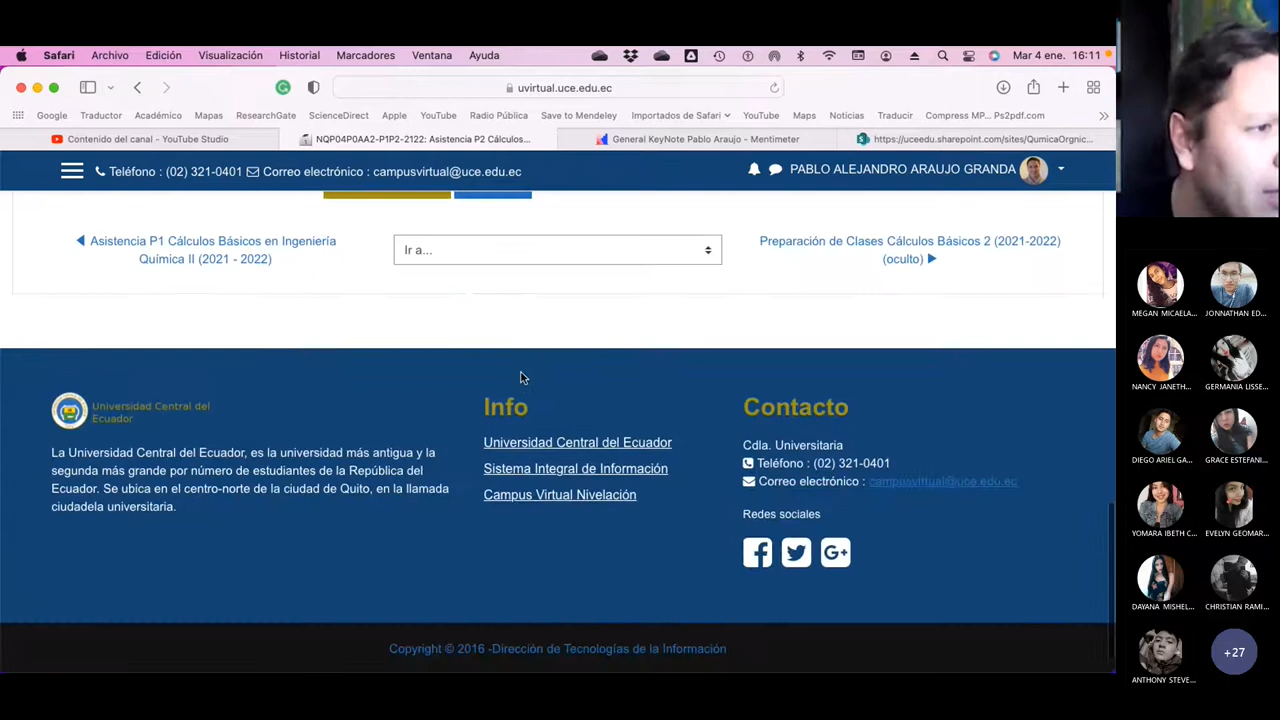 Safari Archivo Edición Visualización Historial Marcadores Ventana Ayuda Mar 4 ene. 16:11
uvirtual.uce.edu.ec
Google Traductor Académico Mapas ResearchGate ScienceDirect Apple YouTube Radio Pública Save to Mendeley Importados de Safari YouTube Maps Noticias Traducir Compress MP... Ps2pdf.com
Contenido del canal - YouTube Studio NQP04P0AA2-P1P2-2122: Asistencia P2 Cálculos... General KeyNote Pablo Araujo - Mentimeter https://uceedu.sharepoint.com/sites/QumicaOrgnic...
Teléfono : (02) 321-0401 Correo electrónico : campusvirtual@uce.edu.ec PABLO ALEJANDRO ARAUJO GRANDA
Asistencia P1 Cálculos Básicos en Ingeniería
Química II (2021 - 2022)
Ir a...
Preparación de Clases Cálculos Básicos 2 (2021-2022)
(oculto)
Universidad Central del
Ecuador
La Universidad Central del Ecuador, es la universidad más antigua y la
segunda más grande por número de estudiantes de la República del
Ecuador. Se ubica en el centro-norte de la ciudad de Quito, en la llamada
ciudadela universitaria.
Info
Universidad Central del Ecuador
Sistema Integral de Información
Campus Virtual Nivelación
Contacto
Cdla. Universitaria
Teléfono : (02) 321-0401
Correo electrónico : campusvirtual@uce.edu.ec
Redes sociales
Copyright © 2016 -Dirección de Tecnologías de la Información
MEGAN MICAELA... JONNATHAN ED...
NANCY JANETH... GERMANIA LISSE...
DIEGO ARIEL GA... GRACE ESTEFANI...
YOMARA IBETH C... EVELYN GEOMAR...
DAYANA MISHEL... CHRISTIAN RAMI...
ANTHONY STEVE... +27